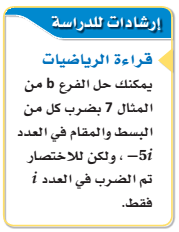 إرشادات للدراسة
قراءة الرياضيات
يمكنك حل الفرع b من
المثال 7 بضرب كل من
البسط والمقام في العدد
−5i ، ولكن للاختصار
تم الضرب في العدد i
فقط.